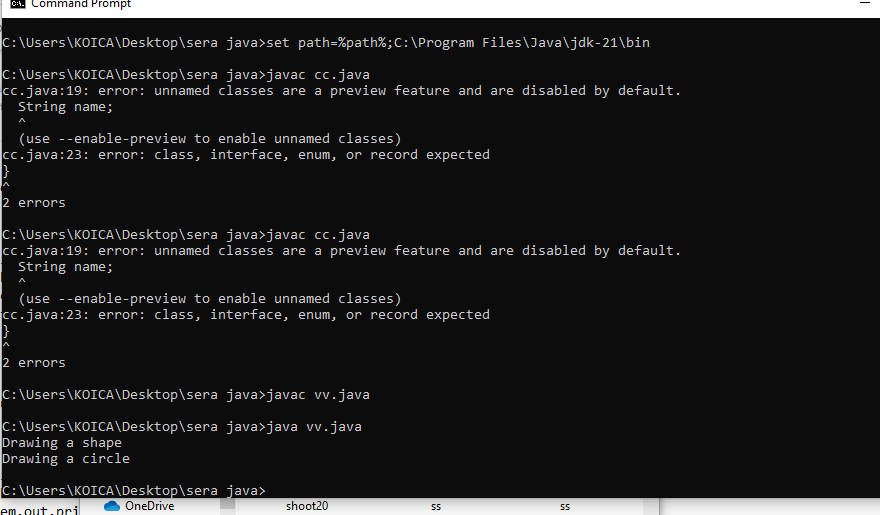 Command Prompt
C:\Users\KOICA\Desktop\sera java>set path=%path%;C:\Program Files\Java\jdk-21\bin
C:\Users\KOICA\Desktop\sera java>javac cc.java
cc.java:19: error: unnamed classes are a preview feature and are disabled by default.
  String name;
  ^
  (use --enable-preview to enable unnamed classes)
cc.java:23: error: class, interface, enum, or record expected
}
^
2 errors
C:\Users\KOICA\Desktop\sera java>javac cc.java
cc.java:19: error: unnamed classes are a preview feature and are disabled by default.
  String name;
  ^
  (use --enable-preview to enable unnamed classes)
cc.java:23: error: class, interface, enum, or record expected
}
^
2 errors
C:\Users\KOICA\Desktop\sera java>javac vv.java
C:\Users\KOICA\Desktop\sera java>java vv.java
Drawing a shape
Drawing a circle
C:\Users\KOICA\Desktop\sera java>
em.out.pri OneDrive shoot20 ss ss